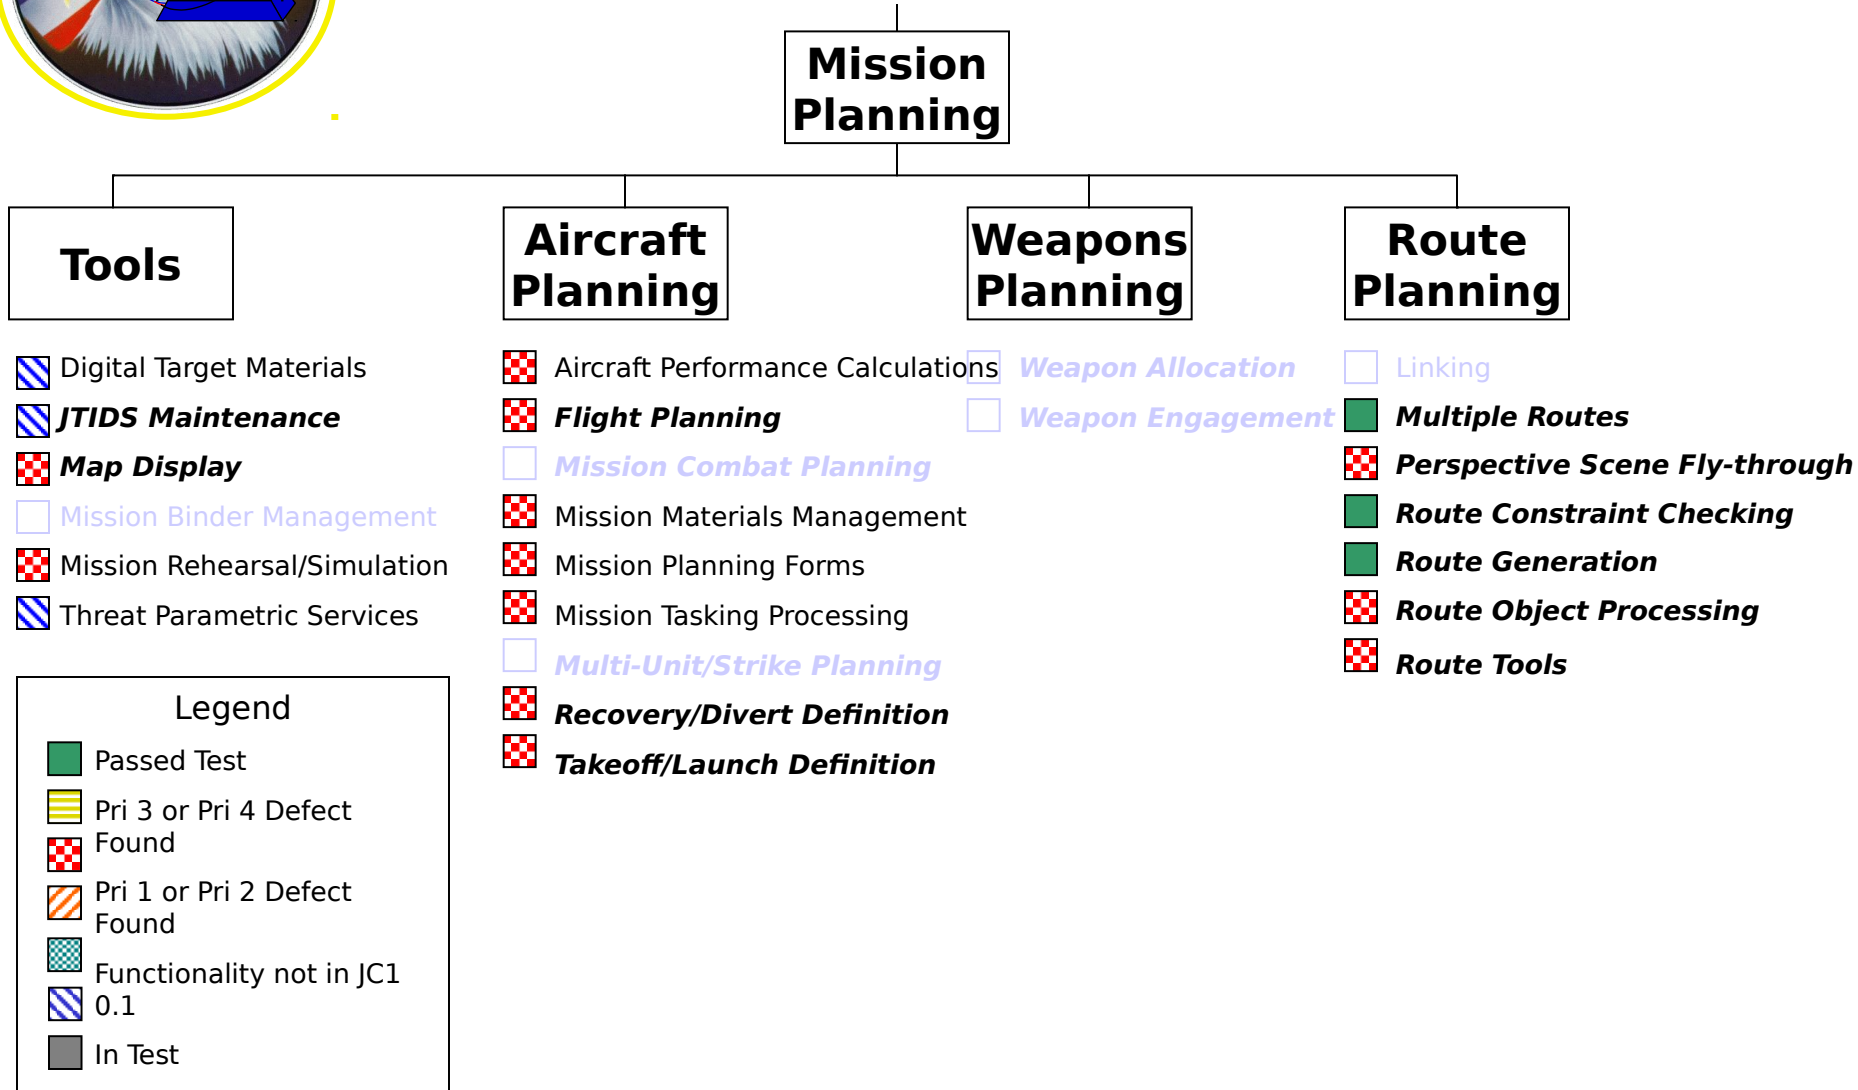 Mission
Planning
Tools
Aircraft
Planning
Weapons
Planning
Route
Planning
Digital Target Materials
JTIDS Maintenance
Map Display
Mission Binder Management
Mission Rehearsal/Simulation
Threat Parametric Services
Aircraft Performance Calculations
Flight Planning
Mission Combat Planning
Mission Materials Management
Mission Planning Forms
Mission Tasking Processing
Multi-Unit/Strike Planning
Recovery/Divert Definition
Takeoff/Launch Definition
Weapon Allocation
Weapon Engagement
Linking
Multiple Routes
Perspective Scene Fly-through
Route Constraint Checking
Route Generation
Route Object Processing
Route Tools
Legend
Passed Test
Pri 3 or Pri 4 Defect
Found
Pri 1 or Pri 2 Defect
Found
Functionality not in JC1
0.1
In Test